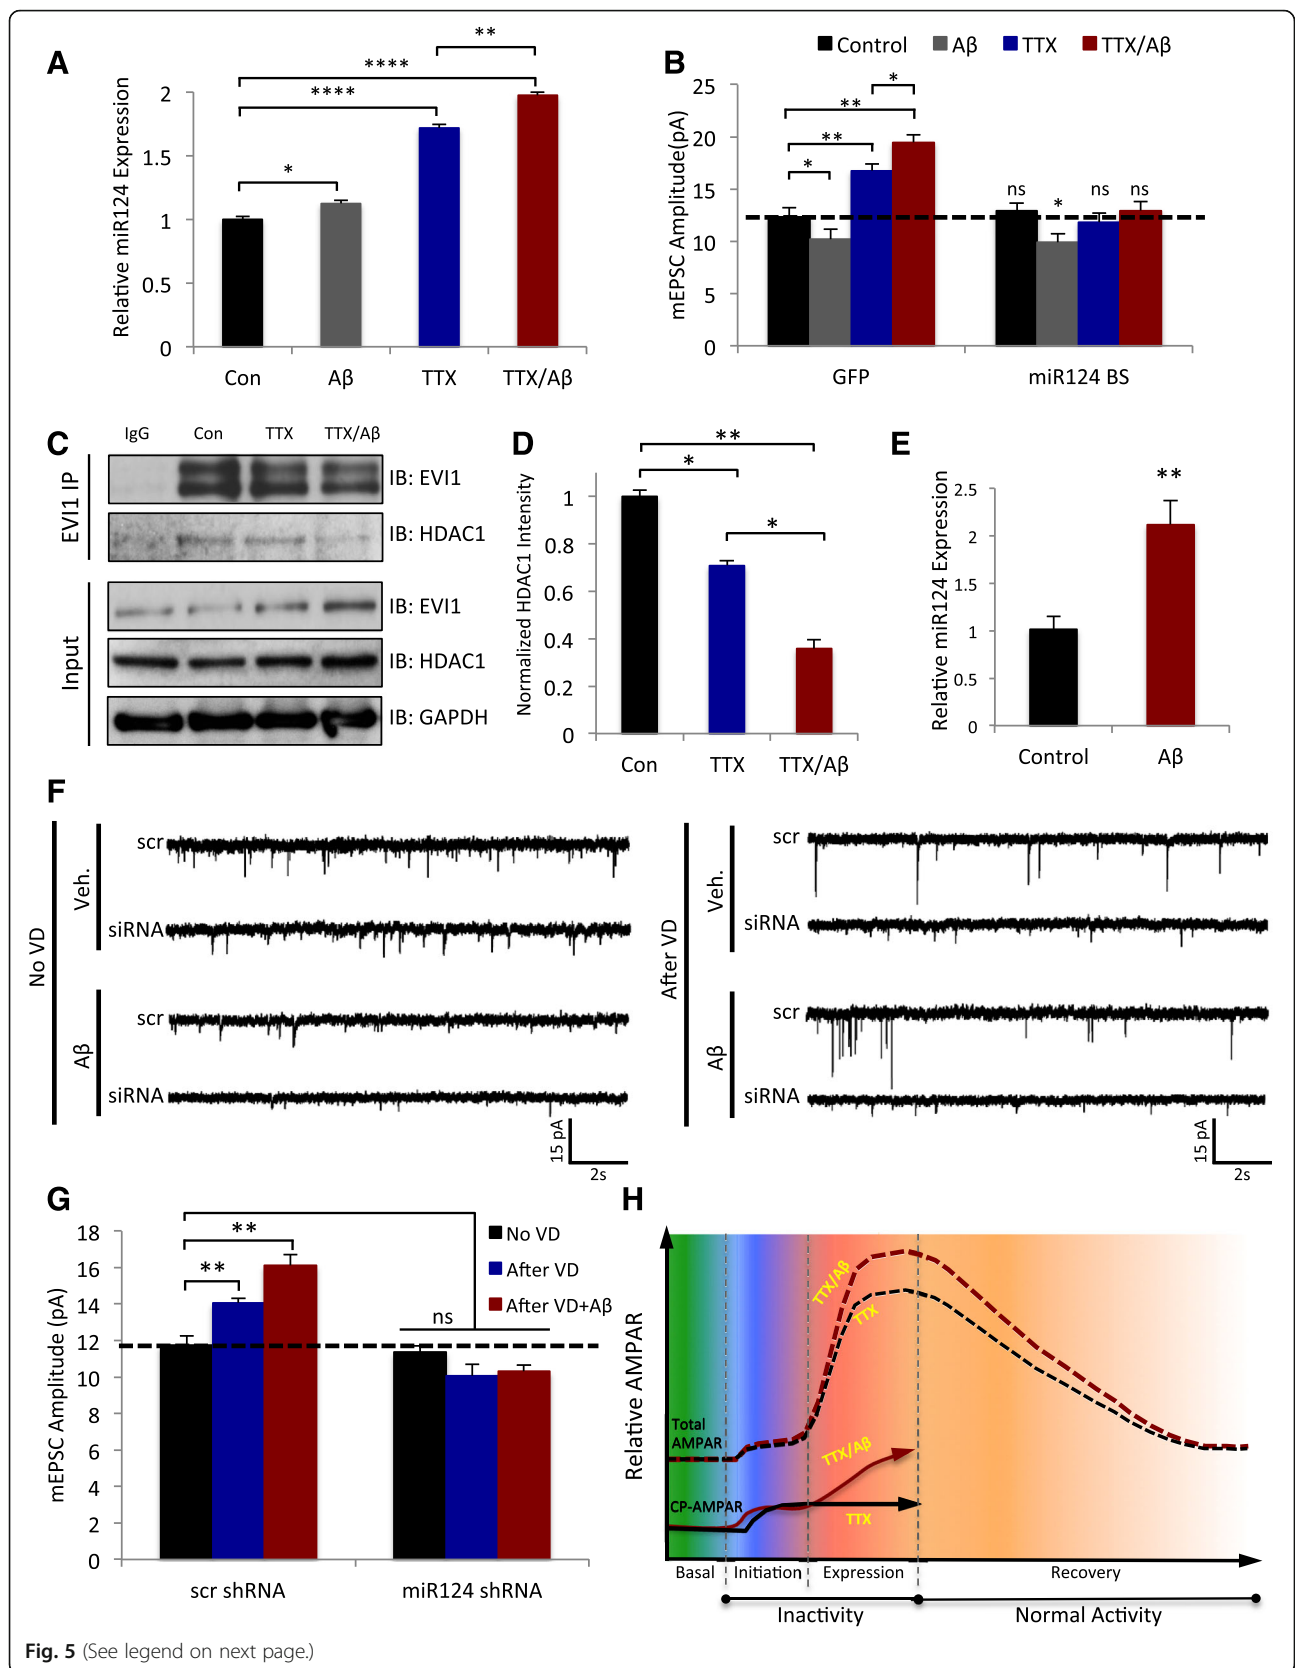 A
Relative miR124 Expression
2
1.5
1
0.5
0
*
****
****
**
Con Aβ TTX TTX/Aβ
B
Control Aβ TTX TTX/Aβ
mEPSC Amplitude(pA)
25
20
15
10
5
0
*
**
**
*
ns * ns ns
GFP miR124 BS
C
IgG Con TTX TTX/Aβ
EVI1 IP
IB: EVI1
IB: HDAC1
Input
IB: EVI1
IB: HDAC1
IB: GAPDH
D
Normalized HDAC1 Intensity
1
0.8
0.6
0.4
0.2
0
**
*
*
Con TTX TTX/Aβ
E
Relative miR124 Expression
2.5
2
1.5
1
0.5
0
**
Control Aβ
F
No VD
Veh.
scr
siRNA
Aβ
scr
siRNA
15 pA
2s
After VD
Veh.
scr
siRNA
Aβ
scr
siRNA
15 pA
2s
G
mEPSC Amplitude (pA)
18
16
14
12
10
8
6
4
2
0
**
**
ns
No VD
After VD
After VD+Aβ
scr shRNA miR124 shRNA
H
Relative AMPAR
TTX/Aβ
TTX
Total
AMPAR
TTX/Aβ
CP-AMPAR
TTX
Basal Initiation Expression Recovery
Inactivity Normal Activity
Fig. 5 (See legend on next page.)